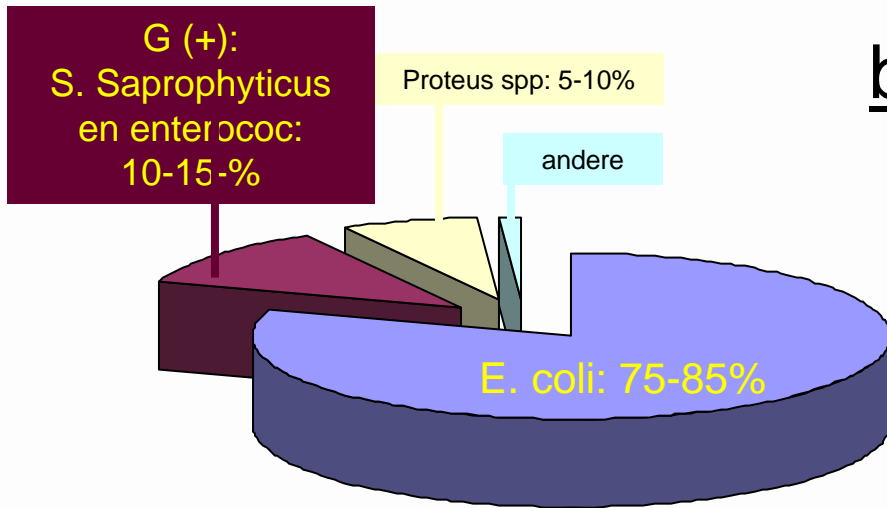 G (+):
S. Saprophyticus
en enterococ:
10-15-%
Proteus spp: 5-10%
andere
b
E. coli: 75-85%